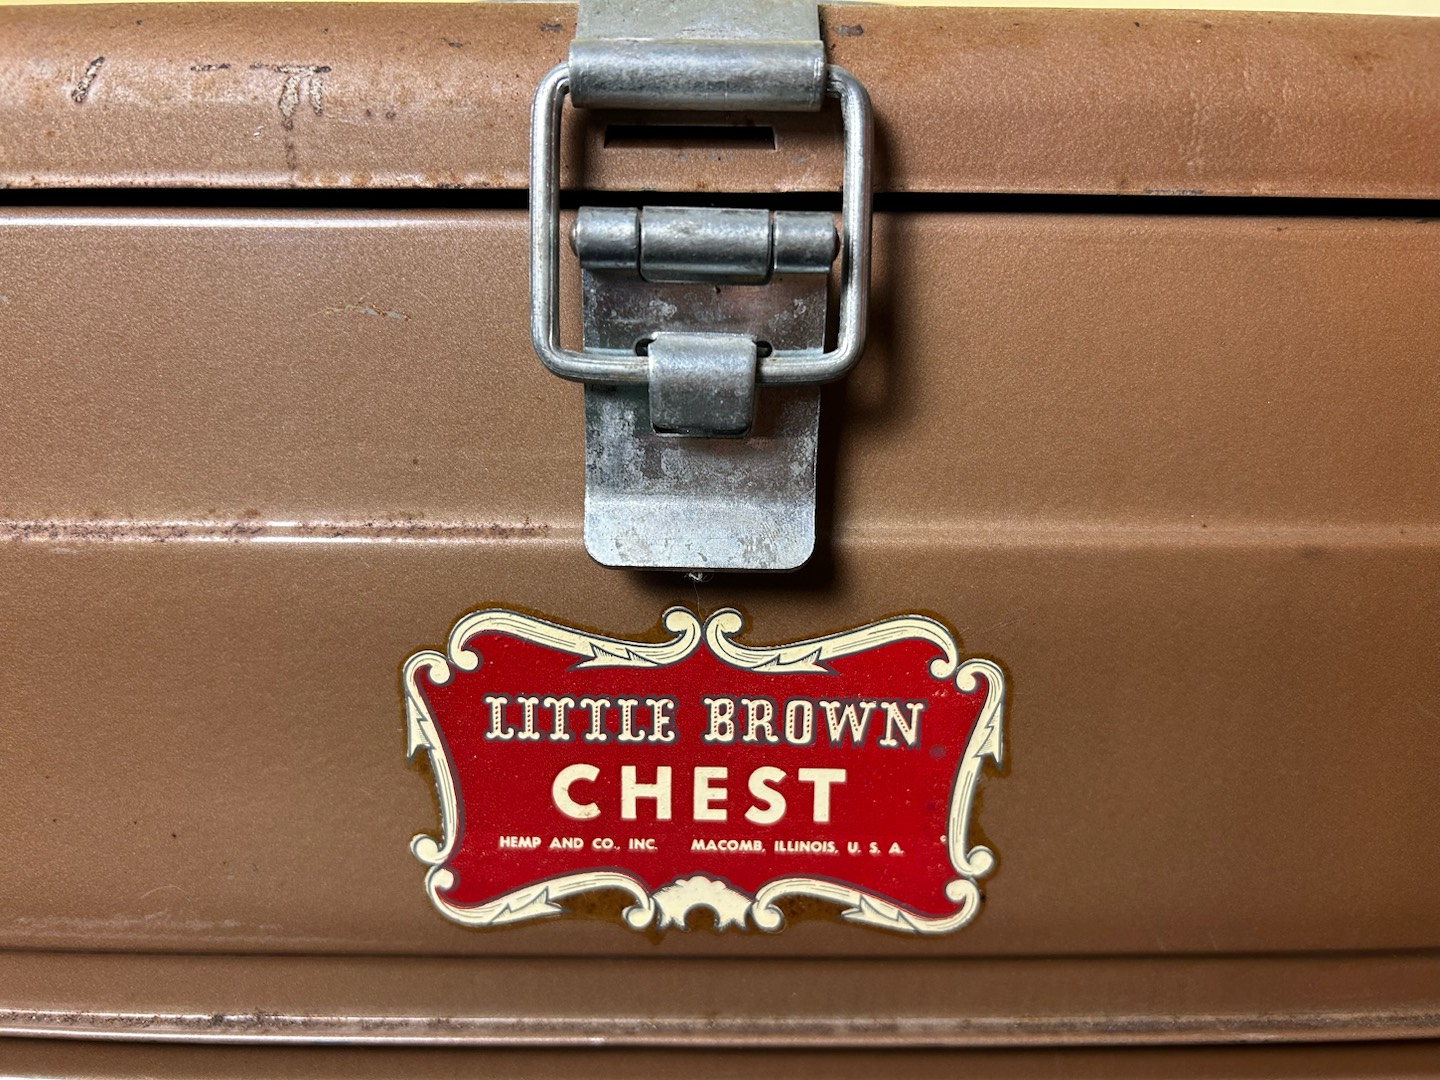 LITTLE BROWN
CHEST
HEMP AND CO., INC. MACOMB, ILLINOIS, U. S. A.